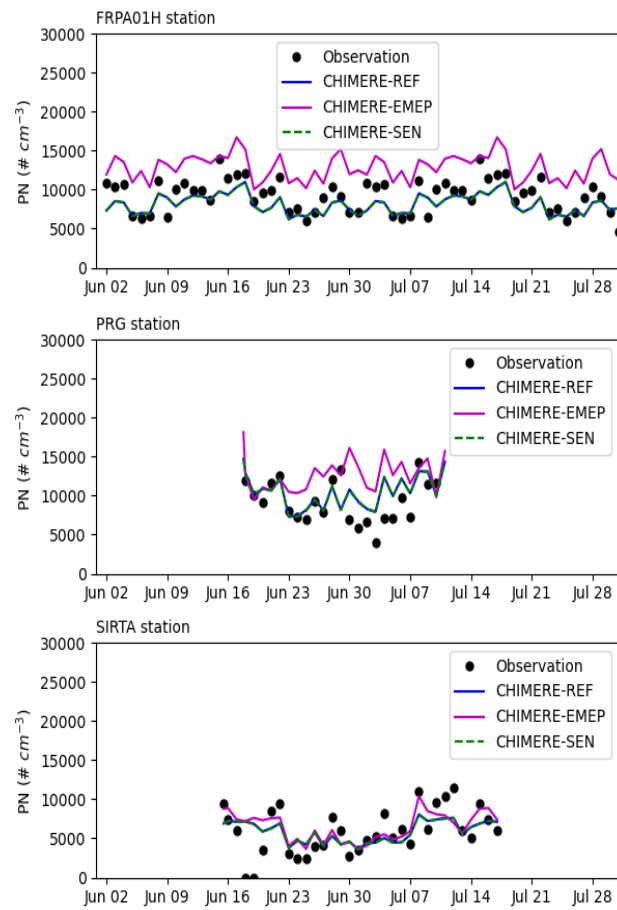 FRPA01H station
30000
25000
20000
15000
10000
5000
0
PN (# cm⁻³)
Observation
CHIMERE-REF
CHIMERE-EMEP
CHIMERE-SEN
Jun 02 Jun 09 Jun 16 Jun 23 Jun 30 Jul 07 Jul 14 Jul 21 Jul 28
PRG station
30000
25000
20000
15000
10000
5000
0
PN (# cm⁻³)
Observation
CHIMERE-REF
CHIMERE-EMEP
CHIMERE-SEN
Jun 02 Jun 09 Jun 16 Jun 23 Jun 30 Jul 07 Jul 14 Jul 21 Jul 28
SIRTA station
30000
25000
20000
15000
10000
5000
0
PN (# cm⁻³)
Observation
CHIMERE-REF
CHIMERE-EMEP
CHIMERE-SEN
Jun 02 Jun 09 Jun 16 Jun 23 Jun 30 Jul 07 Jul 14 Jul 21 Jul 28